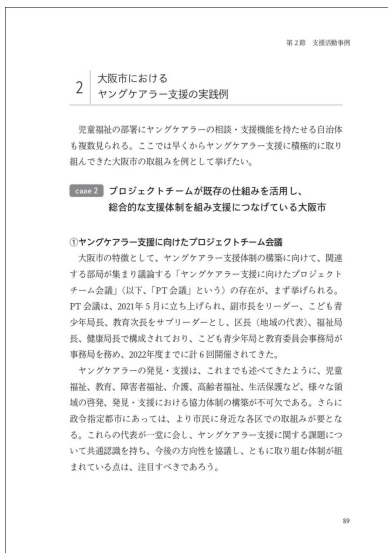 第2節　支援活動事例
2
大阪市における
ヤングケアラー支援の実践例
児童福祉の部署にヤングケアラーの相談・支援機能を持たせる自治体
も複数見られる。ここでは早くからヤングケアラー支援に積極的に取り
組んできた大阪市の取組みを例として挙げたい。
case 2　プロジェクトチームが既存の仕組みを活用し、
総合的な支援体制を組み支援につなげている大阪市
①ヤングケアラー支援に向けたプロジェクトチーム会議
大阪市の特徴として、ヤングケアラー支援体制の構築に向けて、関連
する部局が集まり議論する「ヤングケアラー支援に向けたプロジェクト
チーム会議」(以下、「PT会議」という）の存在が、まず挙げられる。
PT会議は、2021年5月に立ち上げられ、副市長をリーダー、こども青
少年局長、教育次長をサブリーダーとし、区長（地域の代表）、福祉局
長、健康局長で構成されており、こども青少年局と教育委員会事務局が
事務局を務め、2022年度までに計6回開催されてきた。
ヤングケアラーの発見・支援は、これまでも述べてきたように、児童
福祉、教育、障害者福祉、介護、高齢者福祉、生活保護など、様々な領
域の啓発、発見・支援における協力体制の構築が不可欠である。さらに
政令指定都市にあっては、より市民に身近な各区での取組みが要とな
る。これらの代表が一堂に会し、ヤングケアラー支援に関する課題につ
いて共通認識を持ち、今後の方向性を協議し、ともに取り組む体制が組
まれている点は、注目すべきであろう。
89